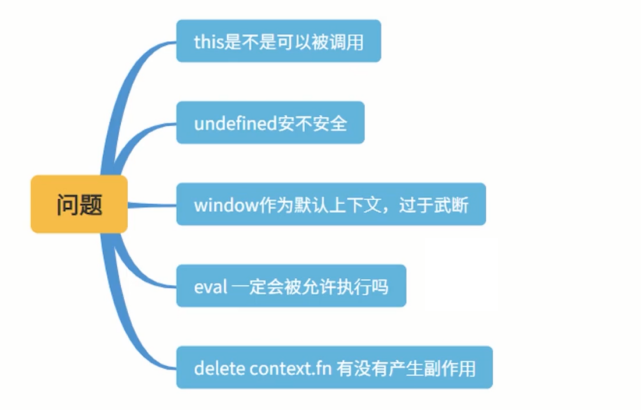 this是不是可以被调用
undefined安不安全
问题
window作为默认上下文，过于武断
eval 一定会被允许执行吗
delete context.fn 有没有产生副作用